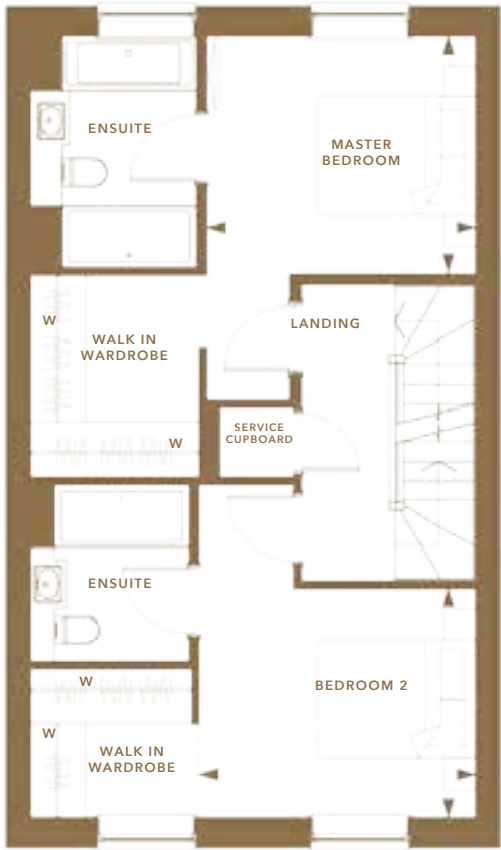 ENSUITE
MASTER
BEDROOM
W
WALK IN
WARDROBE
LANDING
SERVICE
CUPBOARD
W
ENSUITE
W
BEDROOM 2
W
WALK IN
WARDROBE